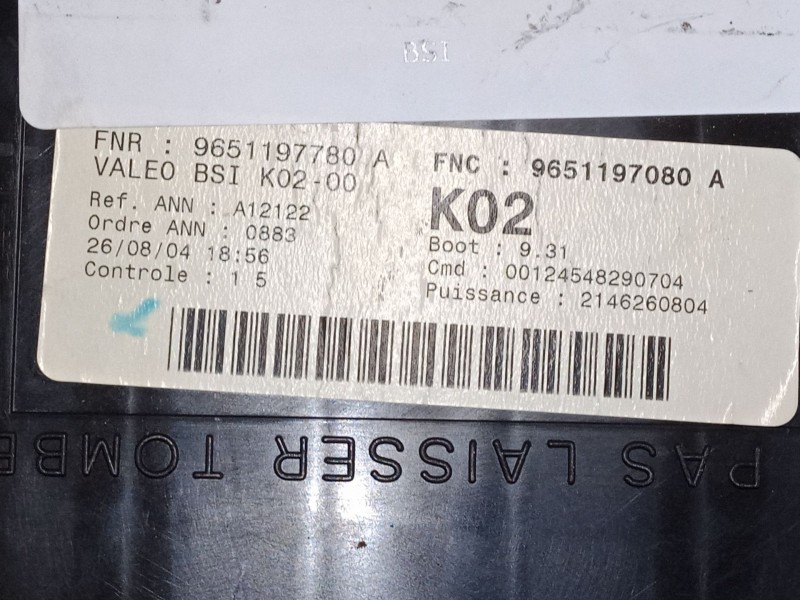 BSI
FNR : 9651197780 A
VALEO BSI K02-00
Ref. ANN : A12122
Ordre ANN : 0883
26/08/04 18:56
Controle : 1 5
FNC : 9651197080 A
K02
Boot : 9.31
Cmd : 00124548290704
Puissance : 2146260804
PAS LAISSER TOMBE